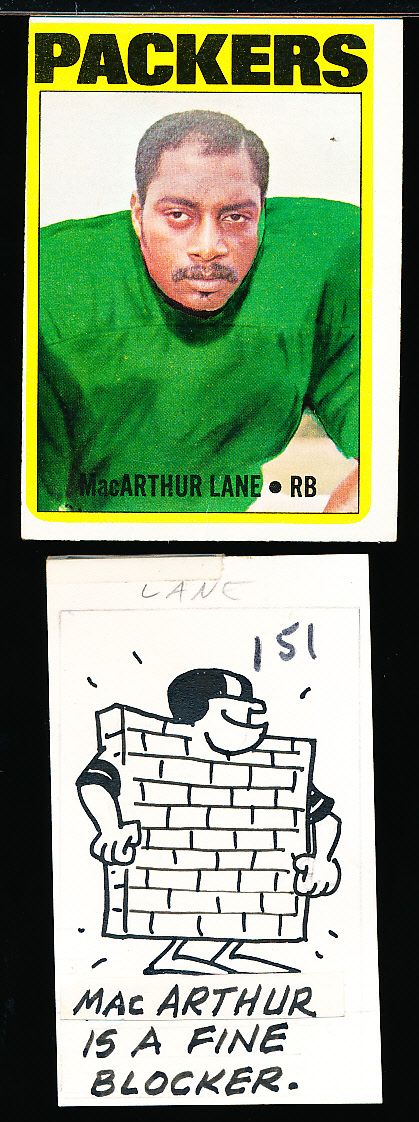 PACKERS
MacARTHUR LANE • RB
LANE
151
MAC ARTHUR
IS A FINE
BLOCKER.